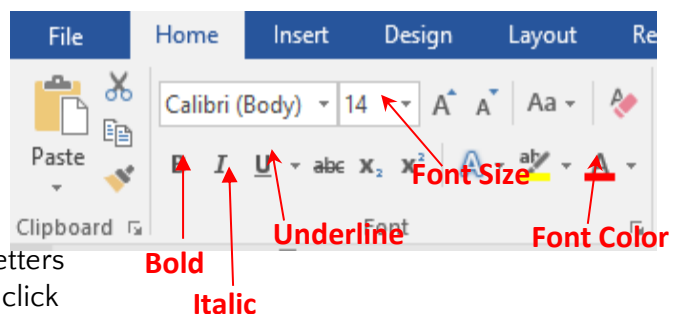 File Home Insert Design Layout Re
Calibri (Body) 14 A A Aa
Paste B I U abc x₂ x² A ab A
Font Size
Clipboard Font
Underline Font Color
etters Bold
click Italic